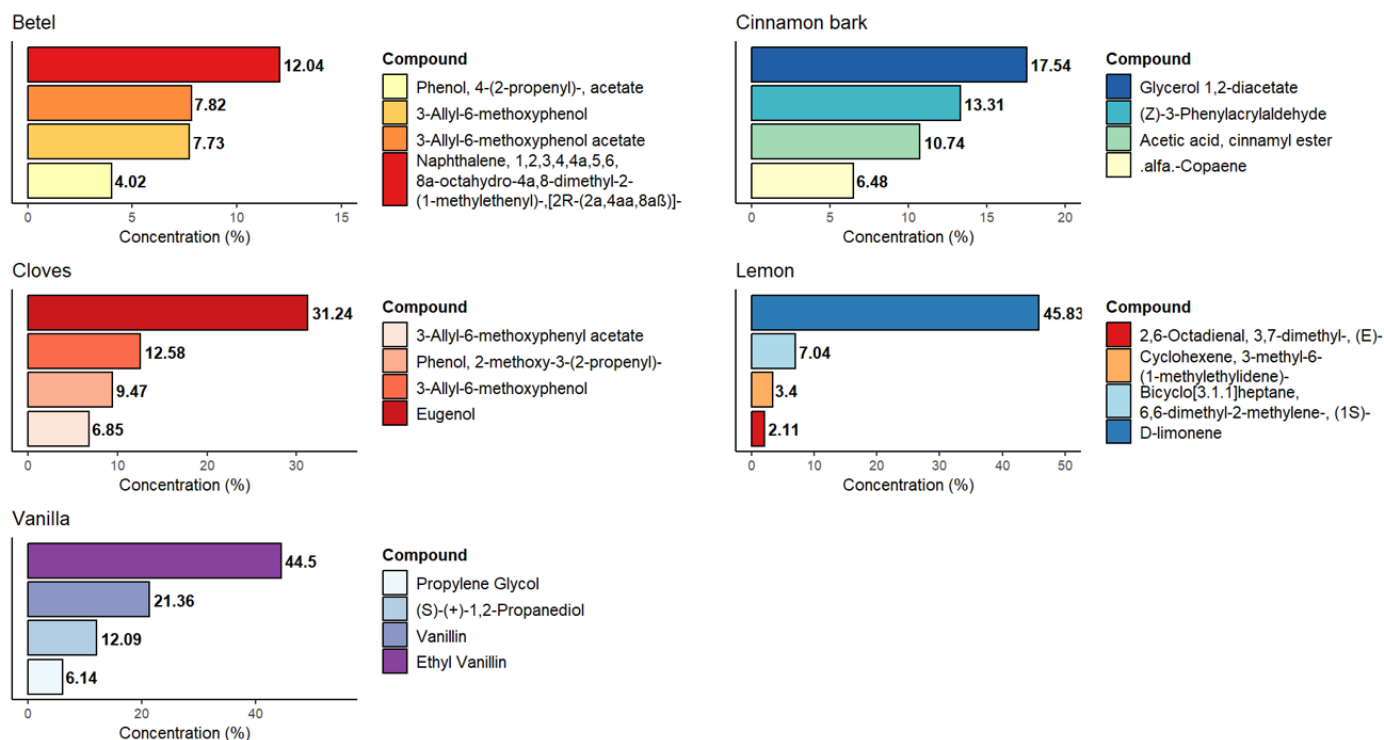 Betel
12.04
7.82
7.73
4.02
0 5 10 15
Concentration (%)
Compound
Phenol, 4-(2-propenyl)-, acetate
3-Allyl-6-methoxyphenol
3-Allyl-6-methoxyphenol acetate
Naphthalene, 1,2,3,4,4a,5,6,
8a-octahydro-4a,8-dimethyl-2-
(1-methylethenyl)-,[2R-(2a,4aa,8aß)]-
Cinnamon bark
17.54
13.31
10.74
6.48
0 5 10 15 20
Concentration (%)
Compound
Glycerol 1,2-diacetate
(Z)-3-Phenylacrylaldehyde
Acetic acid, cinnamyl ester
.alfa.-Copaene
Cloves
31.24
12.58
9.47
6.85
0 10 20 30
Concentration (%)
Compound
3-Allyl-6-methoxyphenyl acetate
Phenol, 2-methoxy-3-(2-propenyl)-
3-Allyl-6-methoxyphenol
Eugenol
Lemon
45.83
7.04
3.4
2.11
0 10 20 30 40 50
Concentration (%)
Compound
2,6-Octadienal, 3,7-dimethyl-, (E)-
Cyclohexene, 3-methyl-6-
(1-methylethylidene)-
Bicyclo[3.1.1]heptane,
6,6-dimethyl-2-methylene-, (1S)-
D-limonene
Vanilla
44.5
21.36
12.09
6.14
0 20 40
Concentration (%)
Compound
Propylene Glycol
(S)-(+)-1,2-Propanediol
Vanillin
Ethyl Vanillin